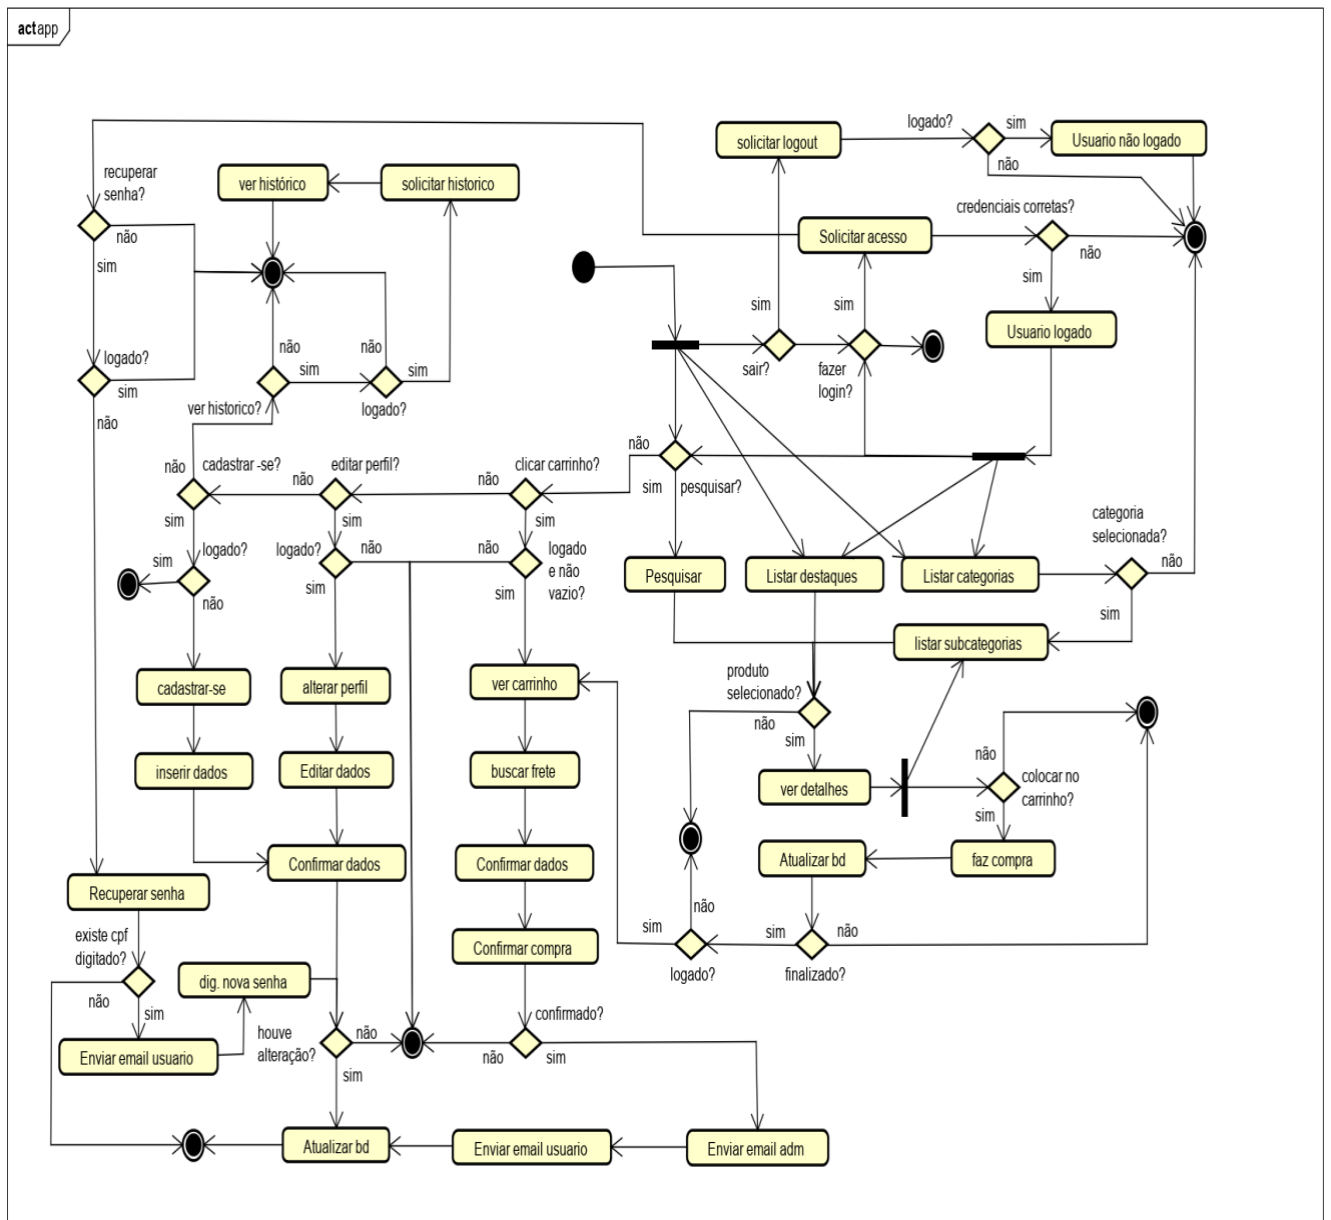 act app
logado?
sim
solicitar logout
Usuario não logado
não
recuperar
senha?
ver histórico
solicitar historico
credenciais corretas?
não
Solicitar acesso
não
sim
sim
sim
sim
Usuario logado
não
não
logado?
sim
sim
sim
sair?
fazer
login?
ver historico?
logado?
não
não
cadastrar -se?
editar perfil?
clicar carrinho?
não
não
não
sim
pesquisar?
categoria
selecionada?
sim
sim
sim
sim
logado?
logado?
não
não
logado
e não
vazio?
não
Pesquisar
Listar destaques
Listar categorias
não
sim
sim
sim
listar subcategorias
produto
selecionado?
cadastrar-se
alterar perfil
ver carrinho
não
sim
não
inserir dados
Editar dados
buscar frete
ver detalhes
colocar no
carrinho?
sim
Confirmar dados
Confirmar dados
Atualizar bd
faz compra
Recuperar senha
não
existe cpf
digitado?
sim
sim
não
Confirmar compra
logado?
finalizado?
dig. nova senha
não
sim
confirmado?
houve
alteração?
não
Enviar email usuario
não
sim
sim
Atualizar bd
Enviar email usuario
Enviar email adm